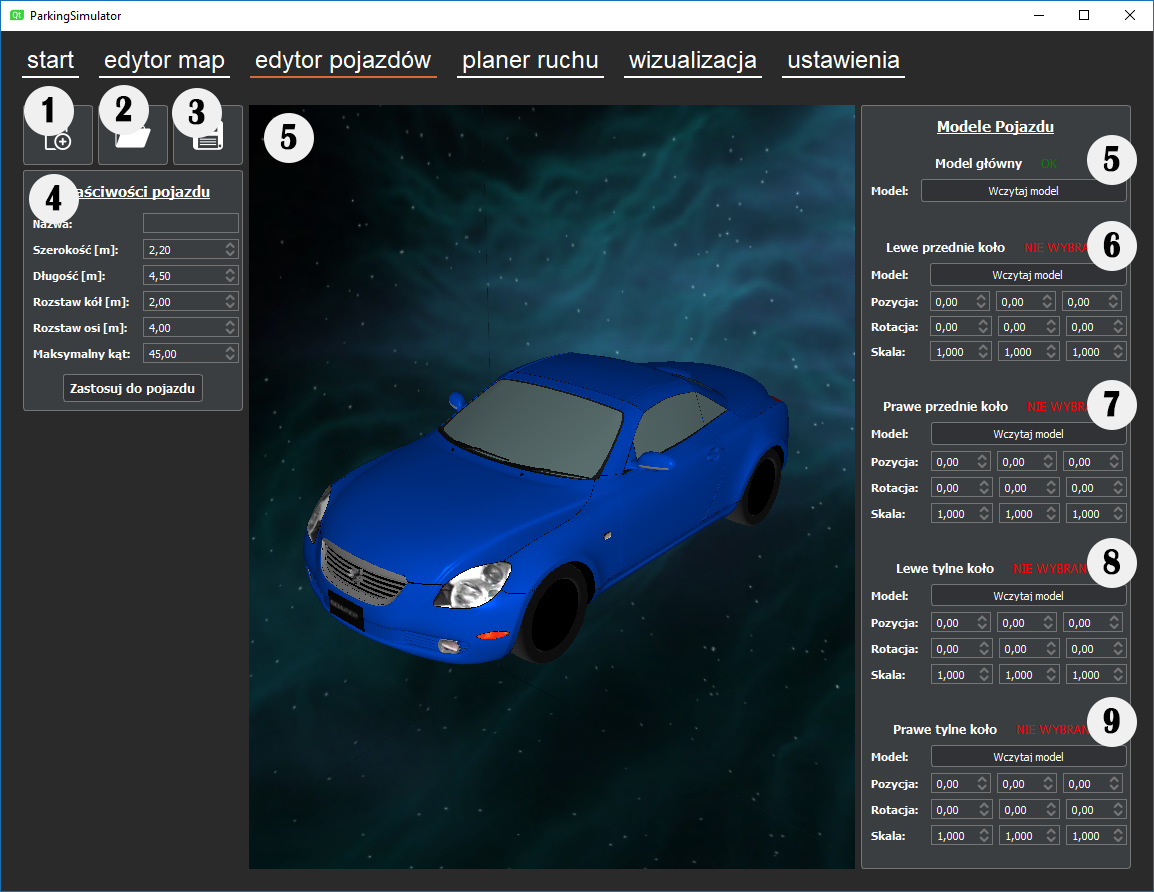 ParkingSimulator
start edytor map edytor pojazdów planer ruchu wizualizacja ustawienia
1 2 3
4
aściwości pojazdu
Nazwa:
Szerokość [m]: 2,20
Długość [m]: 4,50
Rozstaw kół [m]: 2,00
Rozstaw osi [m]: 4,00
Maksymalny kąt: 45,00
Zastosuj do pojazdu
5
Modele Pojazdu
5
Model główny OK
Model: Wczytaj model
6
Lewe przednie koło NIE WYBRA
Model: Wczytaj model
Pozycja: 0,00 0,00 0,00
Rotacja: 0,00 0,00 0,00
Skala: 1,000 1,000 1,000
7
Prawe przednie koło NIE WYBR
Model: Wczytaj model
Pozycja: 0,00 0,00 0,00
Rotacja: 0,00 0,00 0,00
Skala: 1,000 1,000 1,000
8
Lewe tylne koło NIE WYBRAN
Model: Wczytaj model
Pozycja: 0,00 0,00 0,00
Rotacja: 0,00 0,00 0,00
Skala: 1,000 1,000 1,000
9
Prawe tylne koło NIE WYBRAN
Model: Wczytaj model
Pozycja: 0,00 0,00 0,00
Rotacja: 0,00 0,00 0,00
Skala: 1,000 1,000 1,000